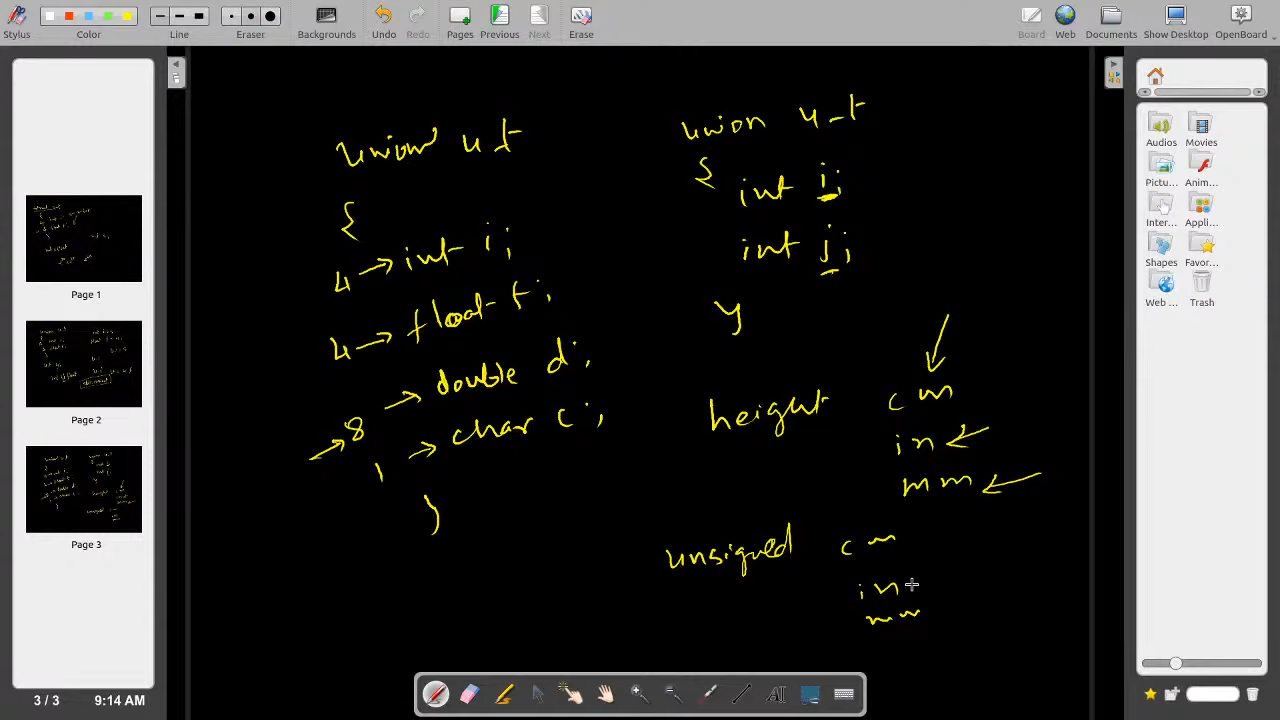 Stylus
Color
Line
Eraser
Backgrounds
Undo
Redo
Pages
Previous
Next
Erase
Board
Web
Documents
Show Desktop
OpenBoard
Page 1
Page 2
Page 3
union u_t
{
4 → int i;
4 → float f;
→ 8 → double d;
1 → char c;
}
union u_t
{
int i;
int j;
}
height cm
in
mm
unsigned cm
in
mm
Audios
Movies
Pictu...
Anim...
Inter...
Appli...
Shapes
Favor...
Web ...
Trash
3 / 3
9:14 AM